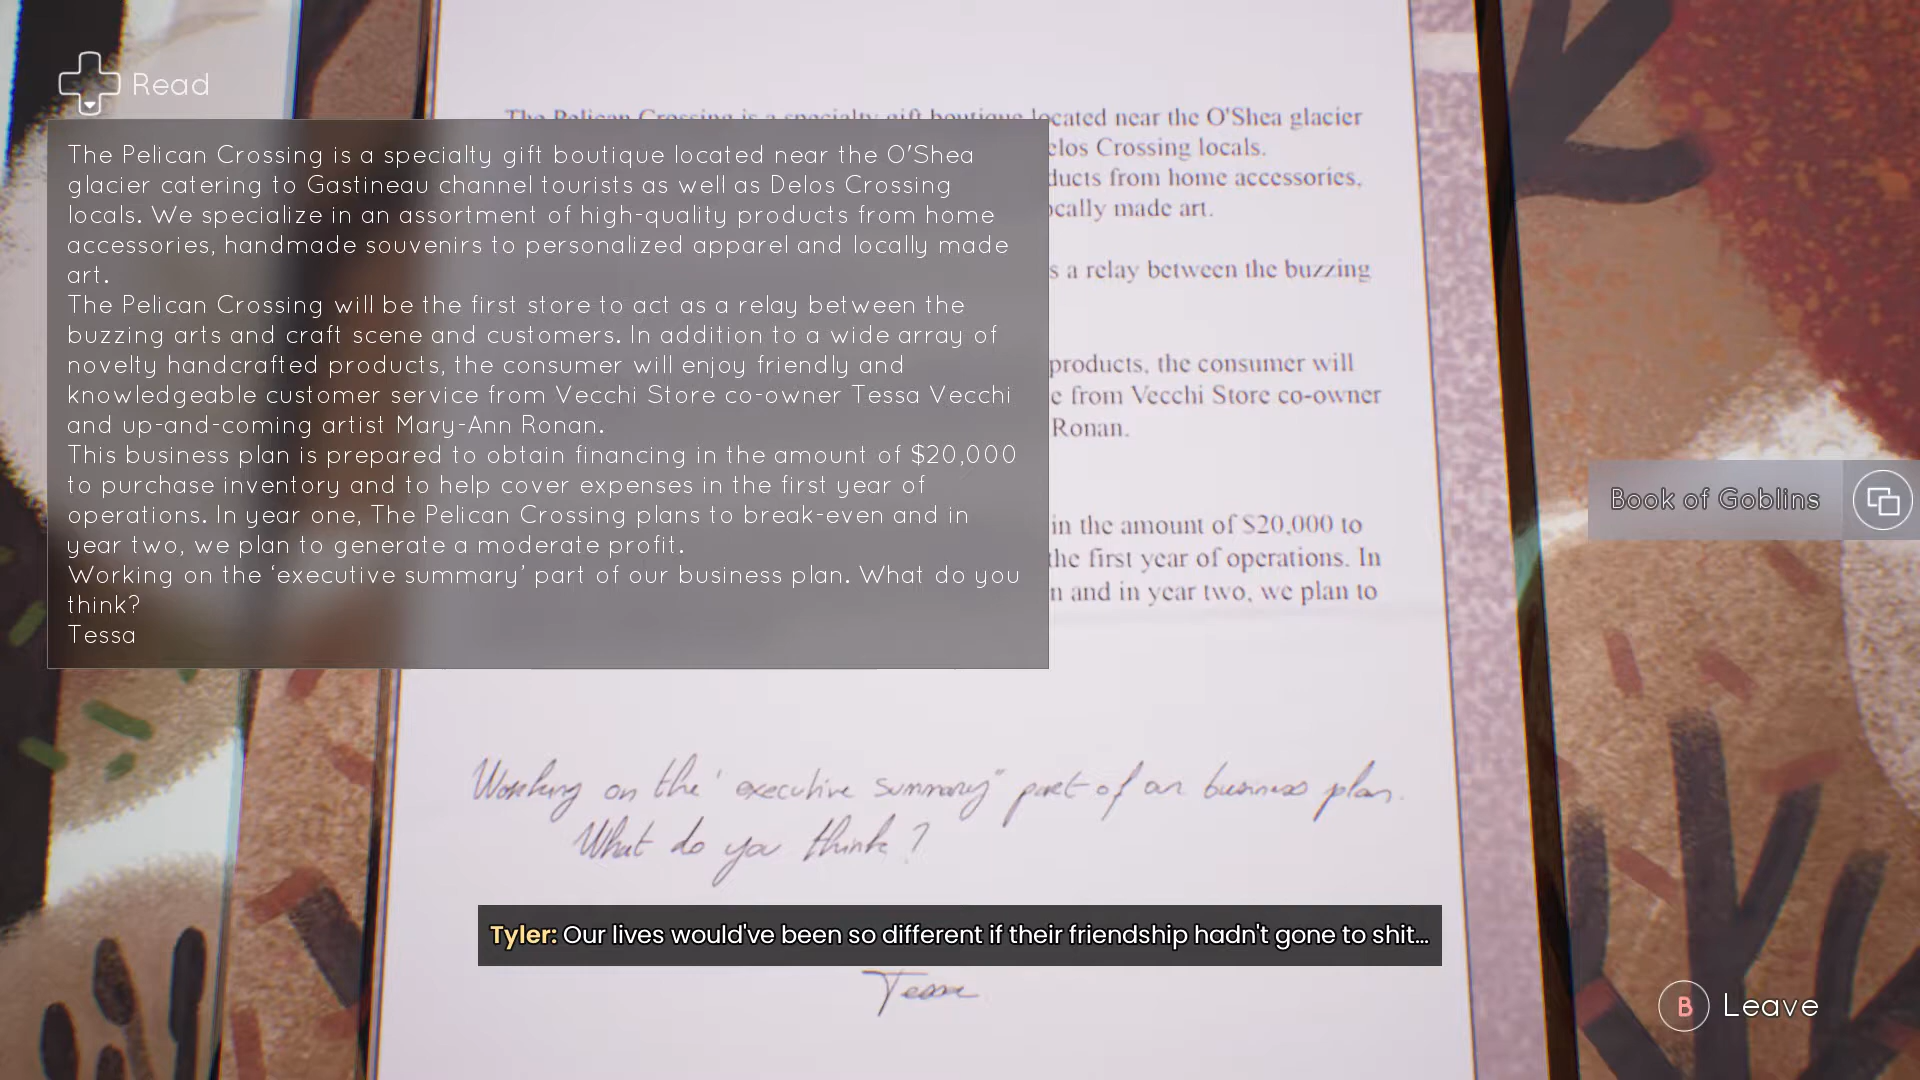 Read
The Pelican Crossing is a specialty gift boutique located near the O'Shea
glacier catering to Gastineau channel tourists as well as Delos Crossing
locals. We specialize in an assortment of high-quality products from home
accessories, handmade souvenirs to personalized apparel and locally made
art.
The Pelican Crossing will be the first store to act as a relay between the
buzzing arts and craft scene and customers. In addition to a wide array of
novelty handcrafted products, the consumer will enjoy friendly and
knowledgeable customer service from Vecchi Store co-owner Tessa Vecchi
and up-and-coming artist Mary-Ann Ronan.
This business plan is prepared to obtain financing in the amount of $20,000
to purchase inventory and to help cover expenses in the first year of
operations. In year one, The Pelican Crossing plans to break-even and in
year two, we plan to generate a moderate profit.
Working on the ‘executive summary’ part of our business plan. What do you
think?
Tessa
The Pelican Crossing is a specialty gift boutique located near the O'Shea glacier
elos Crossing locals.
ducts from home accessories,
ocally made art.
s a relay between the buzzing
products, the consumer will
e from Vecchi Store co-owner
Ronan.
in the amount of $20,000 to
the first year of operations. In
n and in year two, we plan to
Book of Goblins
Working on the 'executive summary" part of our business plan.
What do you think?
Tyler: Our lives would've been so different if their friendship hadn't gone to shit...
Tessa
B Leave